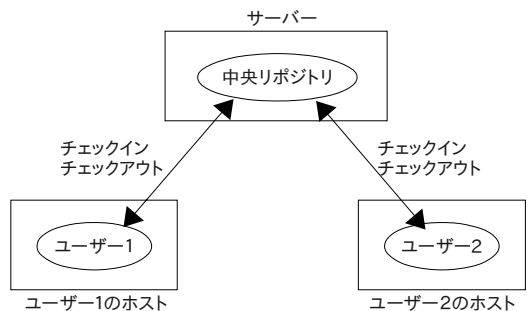 サーバー
中央リポジトリ
チェックイン
チェックアウト
チェックイン
チェックアウト
ユーザー1
ユーザー2
ユーザー1のホスト
ユーザー2のホスト